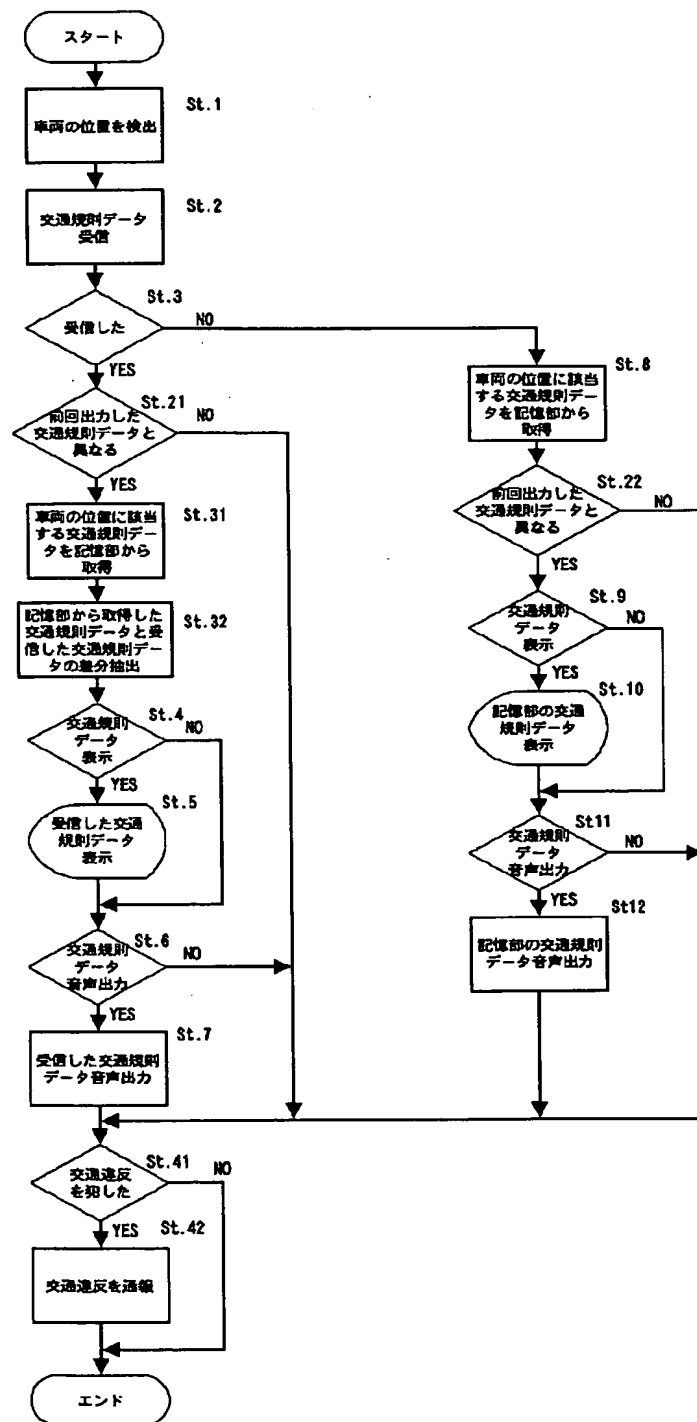 スタート
St.1
車両の位置を検出
St.2
交通規則データ
受信
St.3
受信した
NO
YES
St.21
前回出力した
交通規則データと
異なる
NO
YES
St.31
車両の位置に該当
する交通規則デー
タを記憶部から
取得
St.32
記憶部から取得した
交通規則データと受
信した交通規則デー
タの差分抽出
St.4
交通規則
データ
表示
NO
YES
St.5
受信した交通
規則データ
表示
St.6
交通規則
データ
音声出力
NO
YES
St.7
受信した交通規則
データ音声出力
St.8
車両の位置に該当
する交通規則デー
タを記憶部から
取得
St.22
前回出力した
交通規則データと
異なる
NO
YES
St.9
交通規則
データ
表示
NO
YES
St.10
記憶部の交通
規則データ
表示
St11
交通規則
データ
音声出力
NO
YES
St12
記憶部の交通規則
データ音声出力
St.41
交通違反
を犯した
NO
YES
St.42
交通違反を通報
エンド